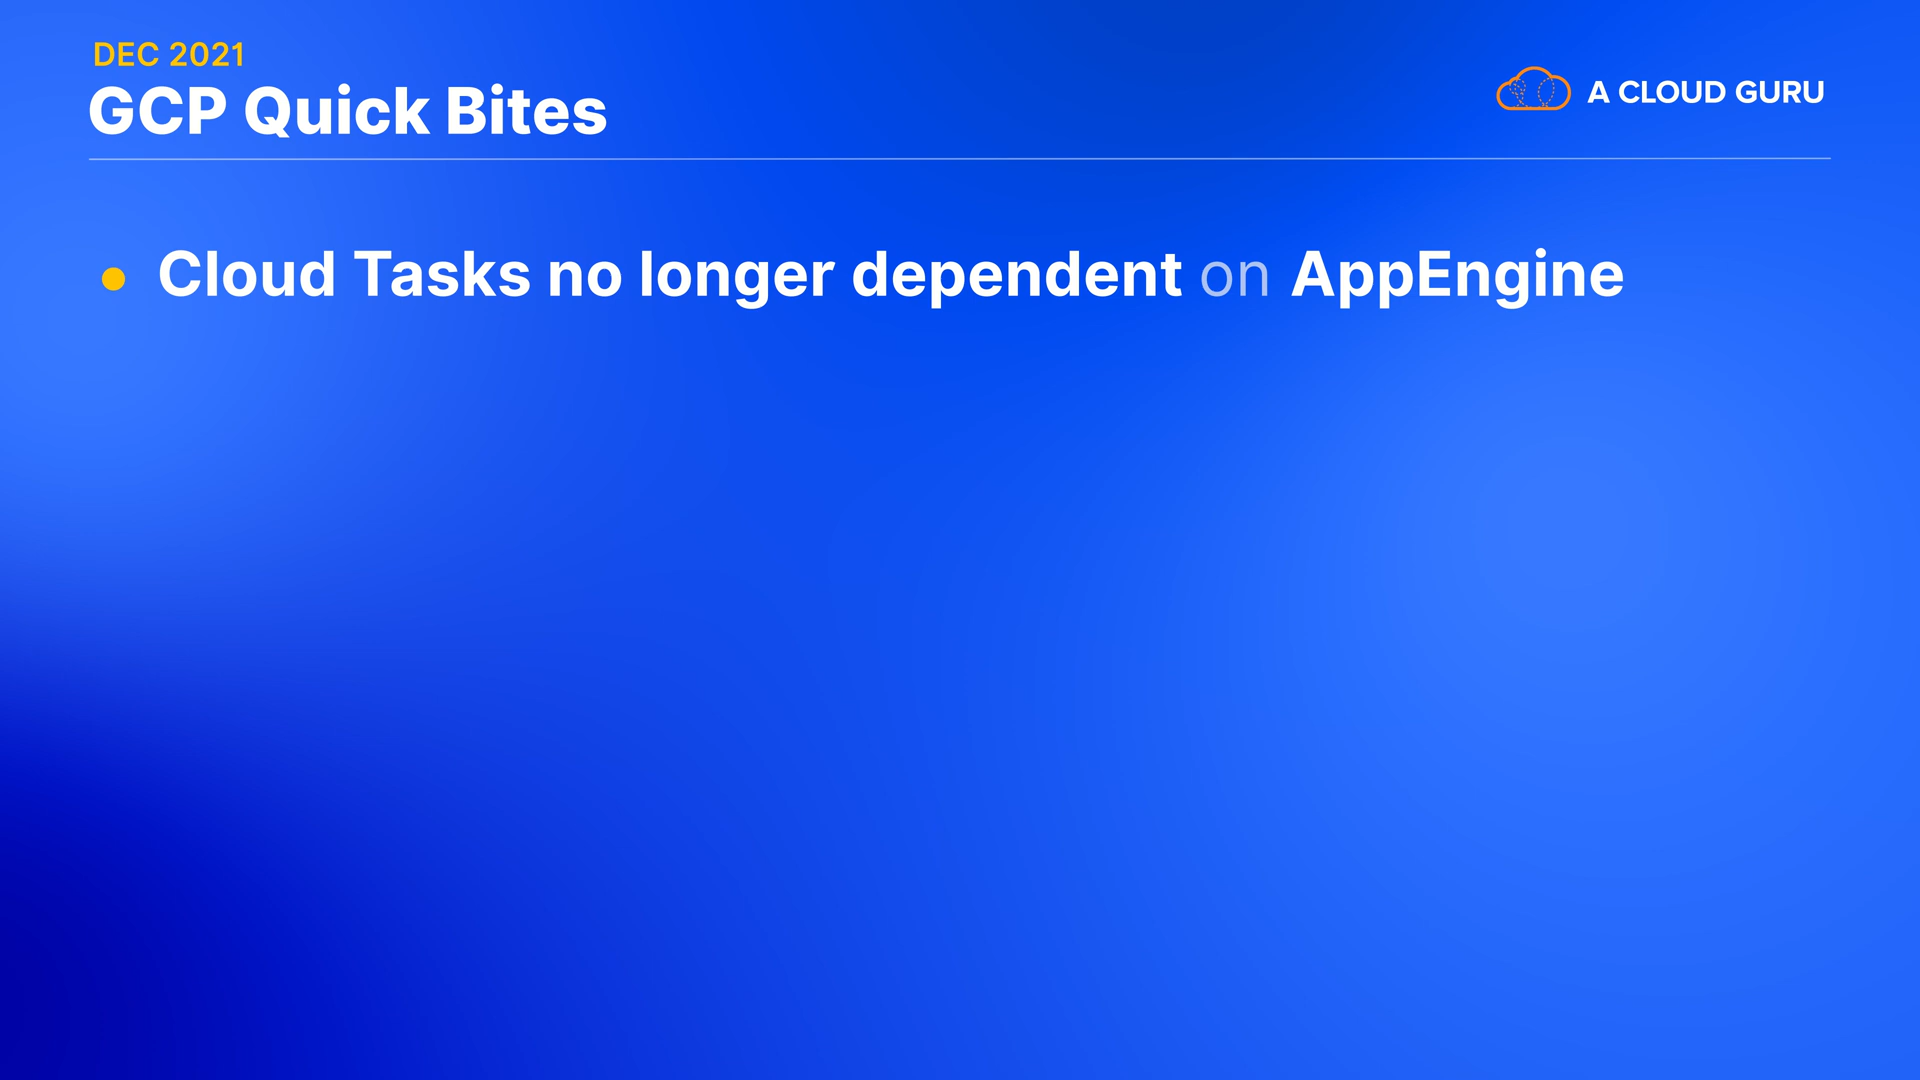 DEC 2021
GCP Quick Bites
A CLOUD GURU
Cloud Tasks no longer dependent on AppEngine